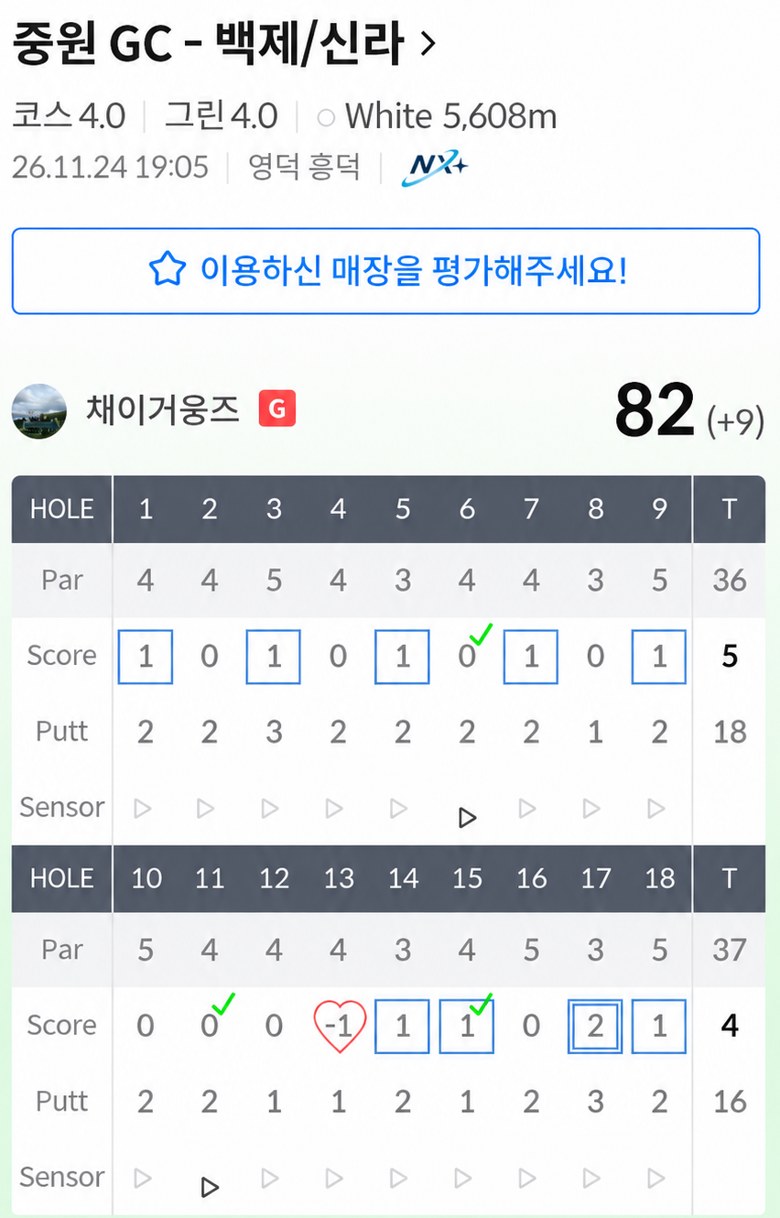 중원 GC - 백제/신라 >
코스 4.0 그린 4.0 White 5,608m
26.11.24 19:05 영덕 흥덕 NX+
이용하신 매장을 평가해주세요!
채이거웅즈 G 82 (+9)
HOLE 1 2 3 4 5 6 7 8 9 T
Par 4 4 5 4 3 4 4 3 5 36
Score 1 0 1 0 1 0 1 0 1 5
Putt 2 2 3 2 2 2 2 1 2 18
Sensor
HOLE 10 11 12 13 14 15 16 17 18 T
Par 5 4 4 4 3 4 5 3 5 37
Score 0 0 0 -1 1 1 0 2 1 4
Putt 2 2 1 1 2 1 2 3 2 16
Sensor